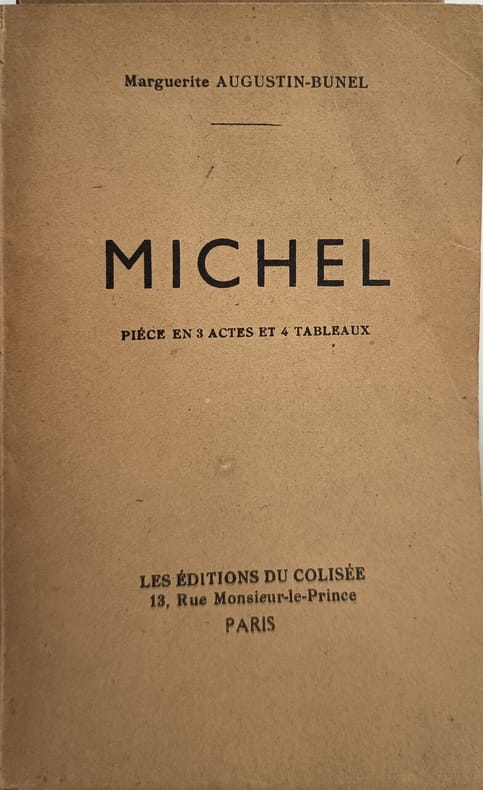 Marguerite AUGUSTIN-BUNEL
MICHEL
PIÉCE EN 3 ACTES ET 4 TABLEAUX
LES ÉDITIONS DU COLISÉE
13, Rue Monsieur-le-Prince
PARIS